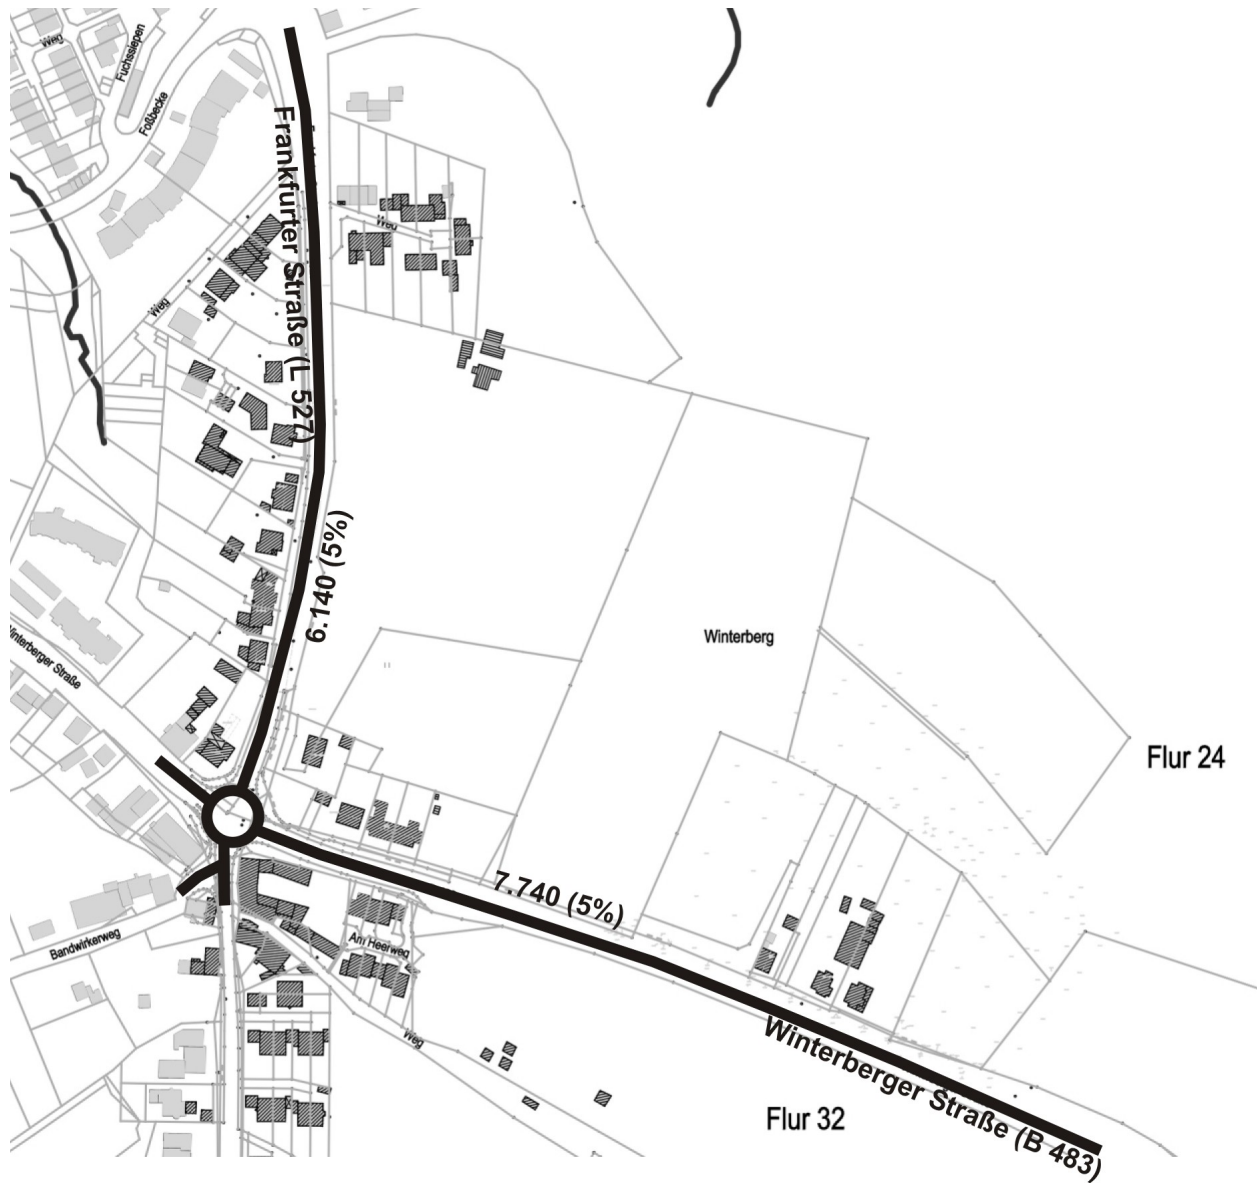 Weg
Fuchssiepen
Foßbecke
Frankfurter Straße (L 527)
Weg
Weg
6.140 (5%)
Winterberger Straße
Winterberg
Flur 24
7.740 (5%)
Bandwirkerweg
Am Heerweg
Weg
Winterberger Straße (B 483)
Flur 32